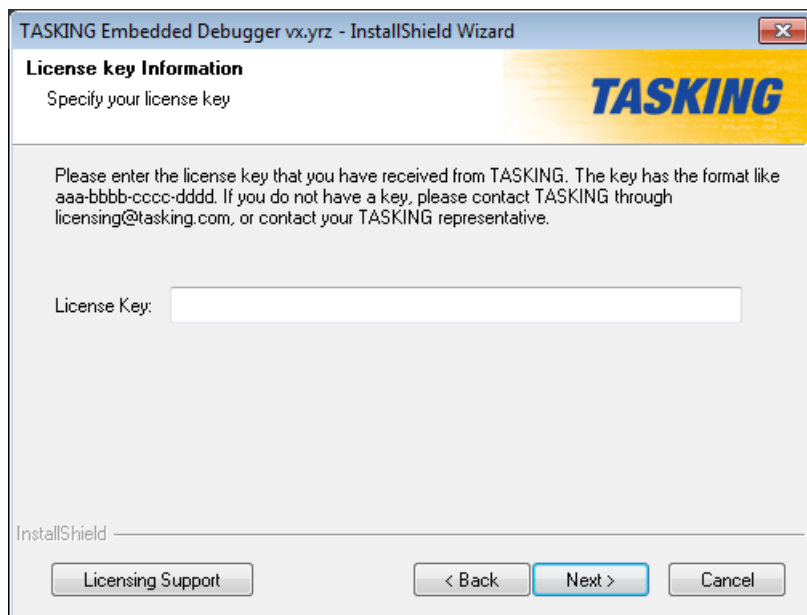 TASKING Embedded Debugger vx.yrz - InstallShield Wizard
License key Information
Specify your license key
TASKING
Please enter the license key that you have received from TASKING. The key has the format like
aaa-bbbb-cccc-dddd. If you do not have a key, please contact TASKING through
licensing@tasking.com, or contact your TASKING representative.
License Key:
InstallShield
Licensing Support
< Back
Next >
Cancel